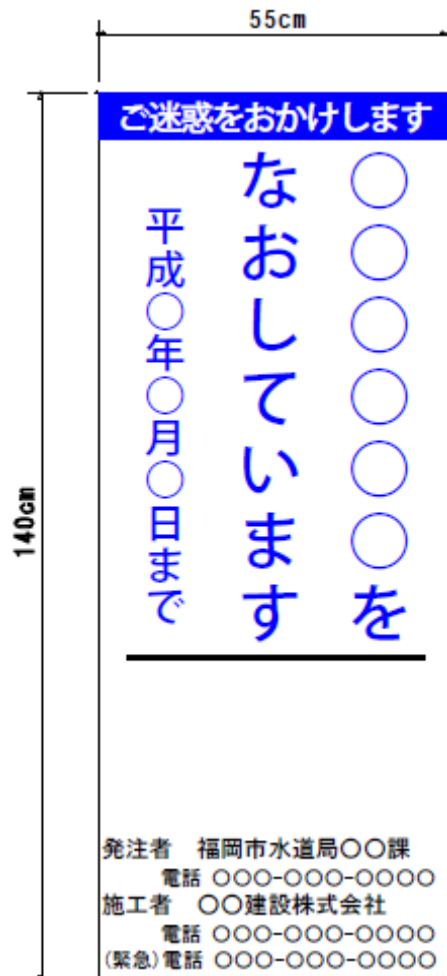 55cm
140cm
ご迷惑をおかけします
○○○○○○を
なおしています
平成○年○月○日まで
発注者　福岡市水道局○○課
電話 ○○○-○○○-○○○○
施工者　○○建設株式会社
電話 ○○○-○○○-○○○○
(緊急)電話 ○○○-○○○-○○○○